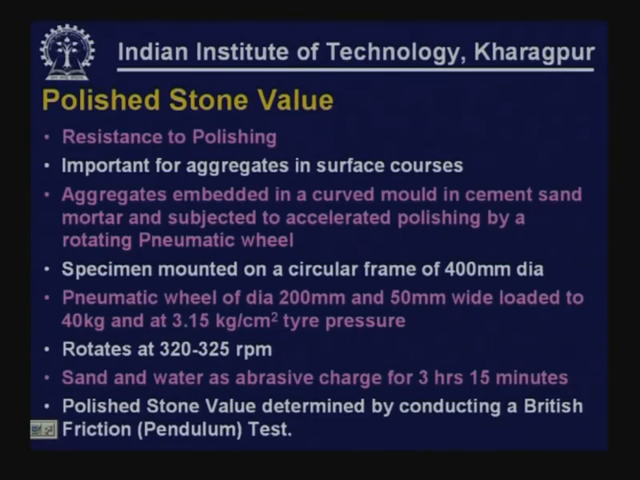 Indian Institute of Technology, Kharagpur
Polished Stone Value
• Resistance to Polishing
• Important for aggregates in surface courses
• Aggregates embedded in a curved mould in cement sand
mortar and subjected to accelerated polishing by a
rotating Pneumatic wheel
• Specimen mounted on a circular frame of 400mm dia
• Pneumatic wheel of dia 200mm and 50mm wide loaded to
40kg and at 3.15 kg/cm² tyre pressure
• Rotates at 320-325 rpm
• Sand and water as abrasive charge for 3 hrs 15 minutes
• Polished Stone Value determined by conducting a British
Friction (Pendulum) Test.